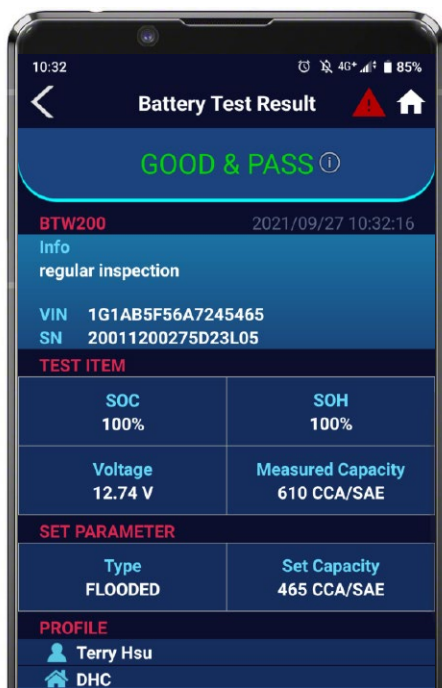 10:32 4G+ 85%
Battery Test Result
GOOD & PASS
BTW200 2021/09/27 10:32:16
Info
regular inspection
VIN 1G1AB5F56A7245465
SN 20011200275D23L05
TEST ITEM
SOC SOH
100% 100%
Voltage Measured Capacity
12.74 V 610 CCA/SAE
SET PARAMETER
Type Set Capacity
FLOODED 465 CCA/SAE
PROFILE
Terry Hsu
DHC